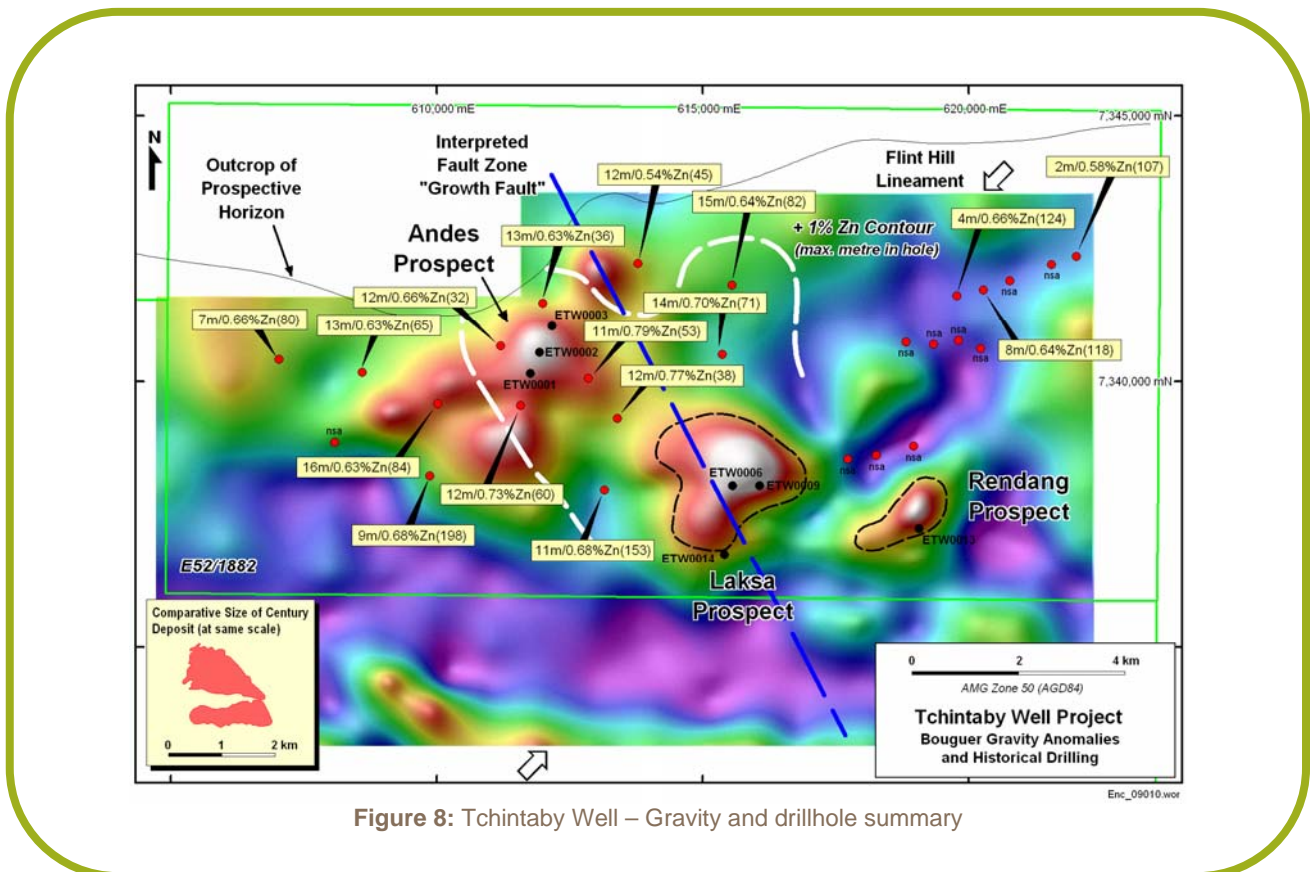 610,000 mE
615,000 mE
620,000 mE
7,345,000 mN
N
Outcrop of
Prospective
Horizon
Interpreted
Fault Zone
"Growth Fault"
Andes
Prospect
12m/0.54%Zn(45)
15m/0.64%Zn(82)
Flint Hill
Lineament
2m/0.58%Zn(107)
4m/0.66%Zn(124)
+ 1% Zn Contour
(max. metre in hole)
13m/0.63%Zn(36)
nsa
nsa
12m/0.66%Zn(32)
14m/0.70%Zn(71)
7m/0.66%Zn(80)
13m/0.63%Zn(65)
ETW0003
11m/0.79%Zn(53)
nsa
nsa
nsa
nsa
8m/0.64%Zn(118)
ETW0002
ETW0001
12m/0.77%Zn(38)
7,340,000 mN
nsa
16m/0.63%Zn(84)
12m/0.73%Zn(60)
9m/0.68%Zn(198)
11m/0.68%Zn(153)
ETW0006
ETW0009
nsa
nsa
nsa
Rendang
Prospect
ETW0013
ETW0014
Laksa
Prospect
E52/1882
Comparative Size of Century
Deposit (at same scale)
0 1 2 km
0 2 4 km
AMG Zone 50 (AGD84)
Tchintaby Well Project
Bouguer Gravity Anomalies
and Historical Drilling
Enc_09010.wor
Figure 8: Tchintaby Well – Gravity and drillhole summary